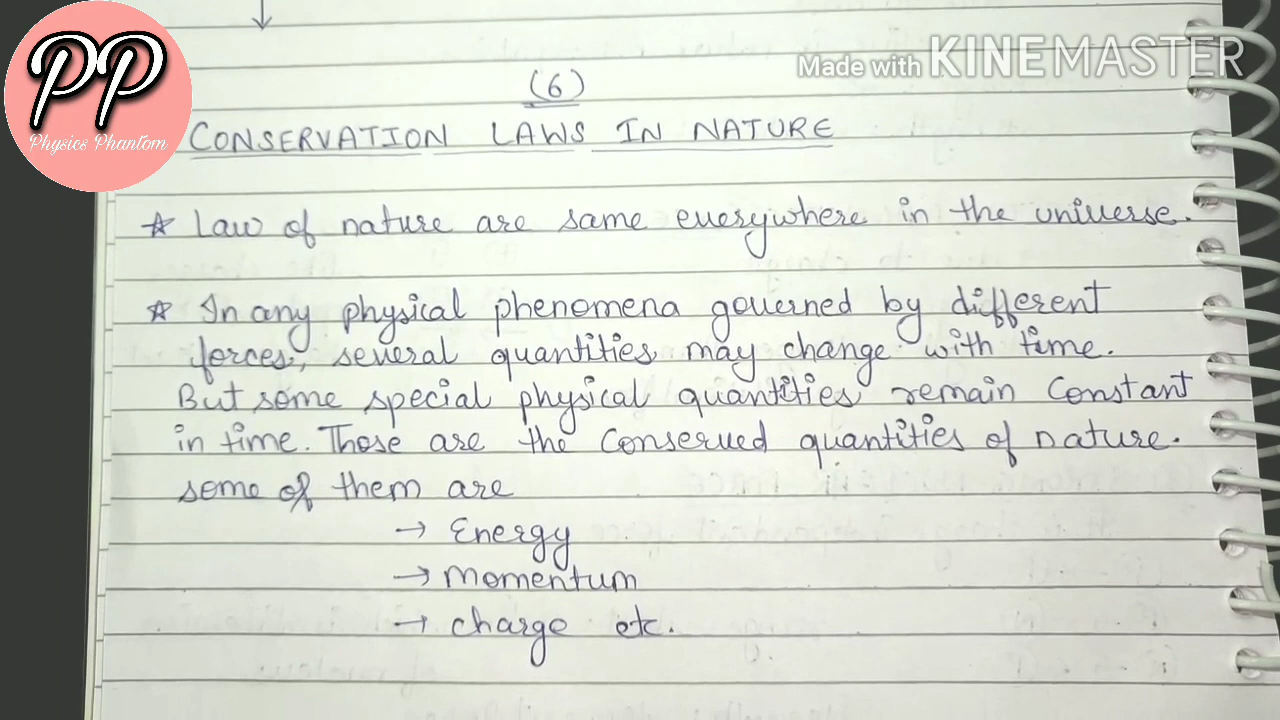 PP
Physics Phantom
Made with KINEMASTER
(6)
CONSERVATION LAWS IN NATURE
☆ Law of nature are same everywhere in the universe.
☆ In any physical phenomena governed by different
forces, several quantities may change with time.
But some special physical quantities remain constant
in time. Those are the conserved quantities of nature.
some of them are
→ Energy
→ Momentum
→ charge etc.